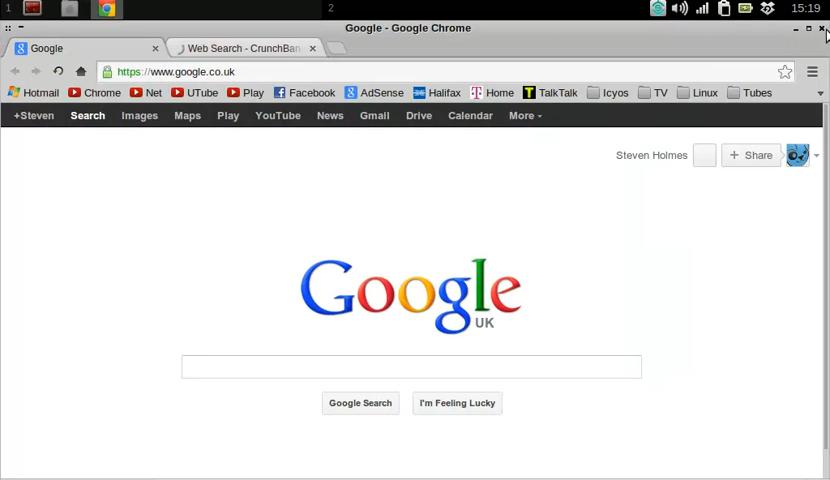 1 2 15:19
Google - Google Chrome
Google Web Search - CrunchBan
https://www.google.co.uk
Hotmail Chrome Net UTube Play Facebook AdSense Halifax Home TalkTalk Icyos TV Linux Tubes
+Steven Search Images Maps Play YouTube News Gmail Drive Calendar More
Steven Holmes + Share
Google
UK
Google Search I'm Feeling Lucky